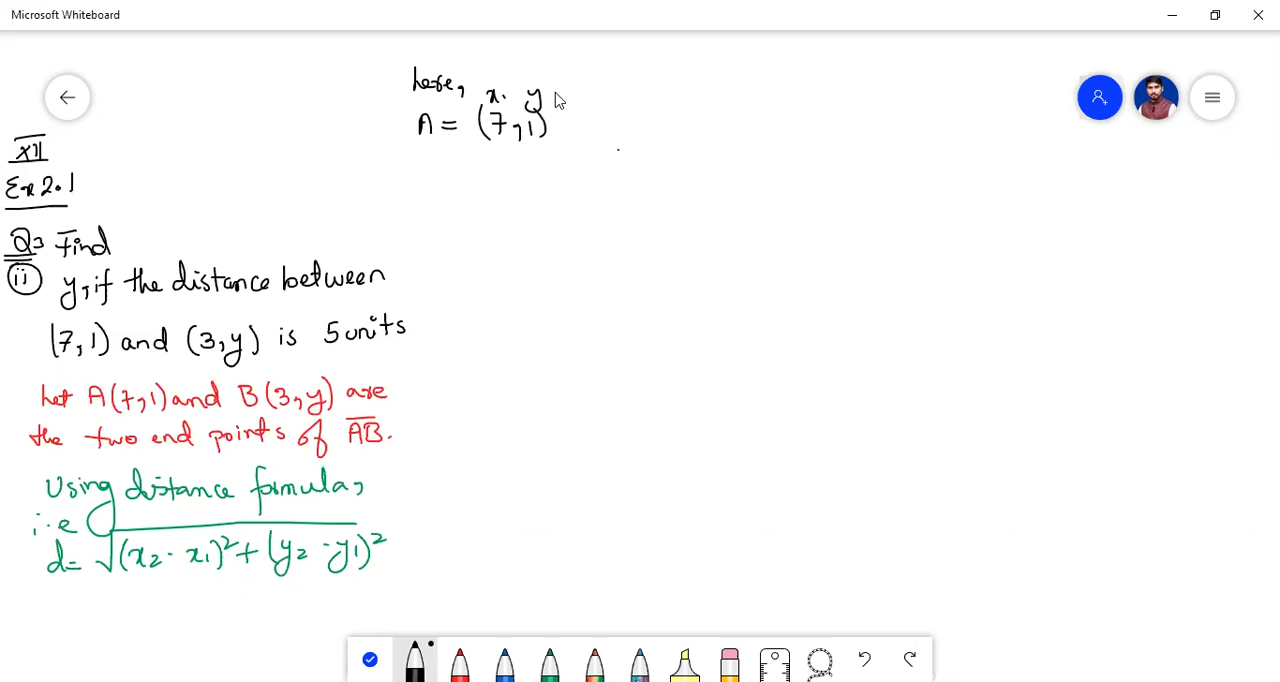 Microsoft Whiteboard
XII
Ex 2.1
Q3 Find
ii y, if the distance between
(7,1) and (3,y) is 5 units
Let A(7,1) and B(3,y) are
the two end points of A͞B͞.
Using distance formula,
i.e
d= √(x₂ - x₁)² + (y₂ - y₁)²
here,
x. y
A = (7,1)